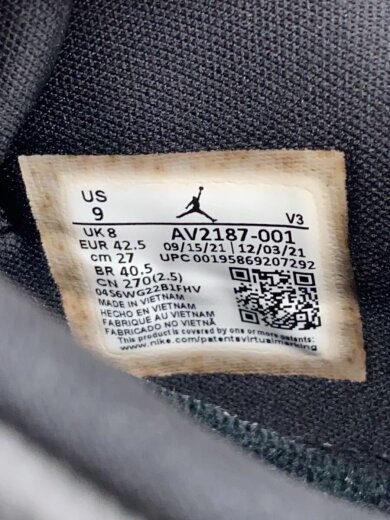 US
9
V3
UK 8 AV2187-001
EUR 42.5 09/15/21 | 12/03/21
cm 27 UPC 00195869207292
BR 40.5
CN 270(2.5)
04S6WG22B1FHV
MADE IN VIETNAM
HECHO EN VIETNAM
FABRIQUE AU VIETNAM
FABRICADO NO VIETNÃ
This product is covered by one or more patents:
www.nike.com/patentsvirtualmarking